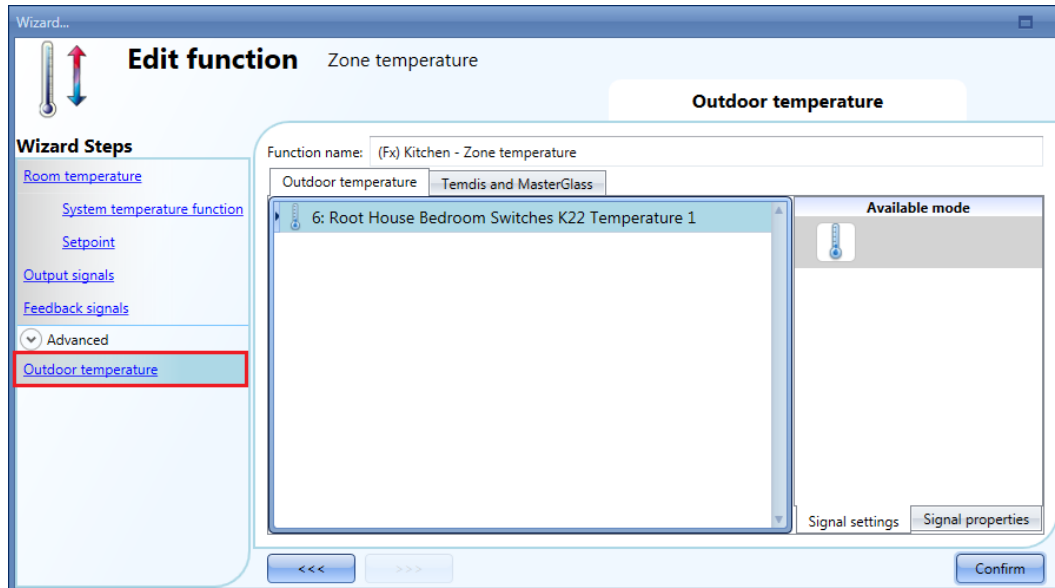 Wizard...
Edit function Zone temperature
Outdoor temperature
Wizard Steps
Room temperature
System temperature function
Setpoint
Output signals
Feedback signals
Advanced
Outdoor temperature
Function name: (Fx) Kitchen - Zone temperature
Outdoor temperature Temdis and MasterGlass
6: Root House Bedroom Switches K22 Temperature 1
Available mode
Signal settings Signal properties
<<< >>> Confirm